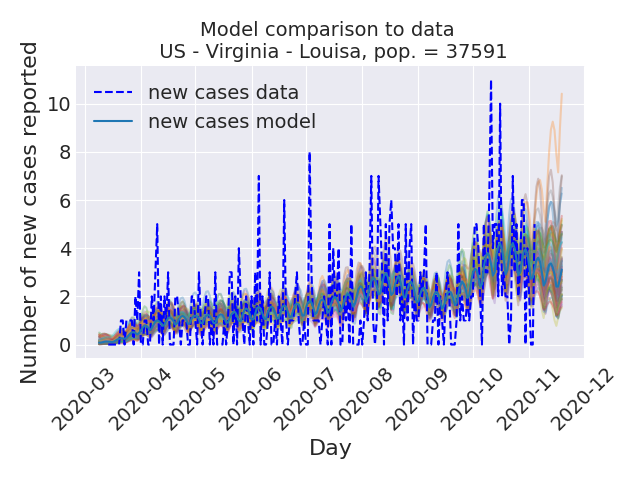 Model comparison to data
US - Virginia - Louisa, pop. = 37591
Number of new cases reported
new cases data
new cases model
10
8
6
4
2
0
2020-03
2020-04
2020-05
2020-06
2020-07
2020-08
2020-09
2020-10
2020-11
2020-12
Day